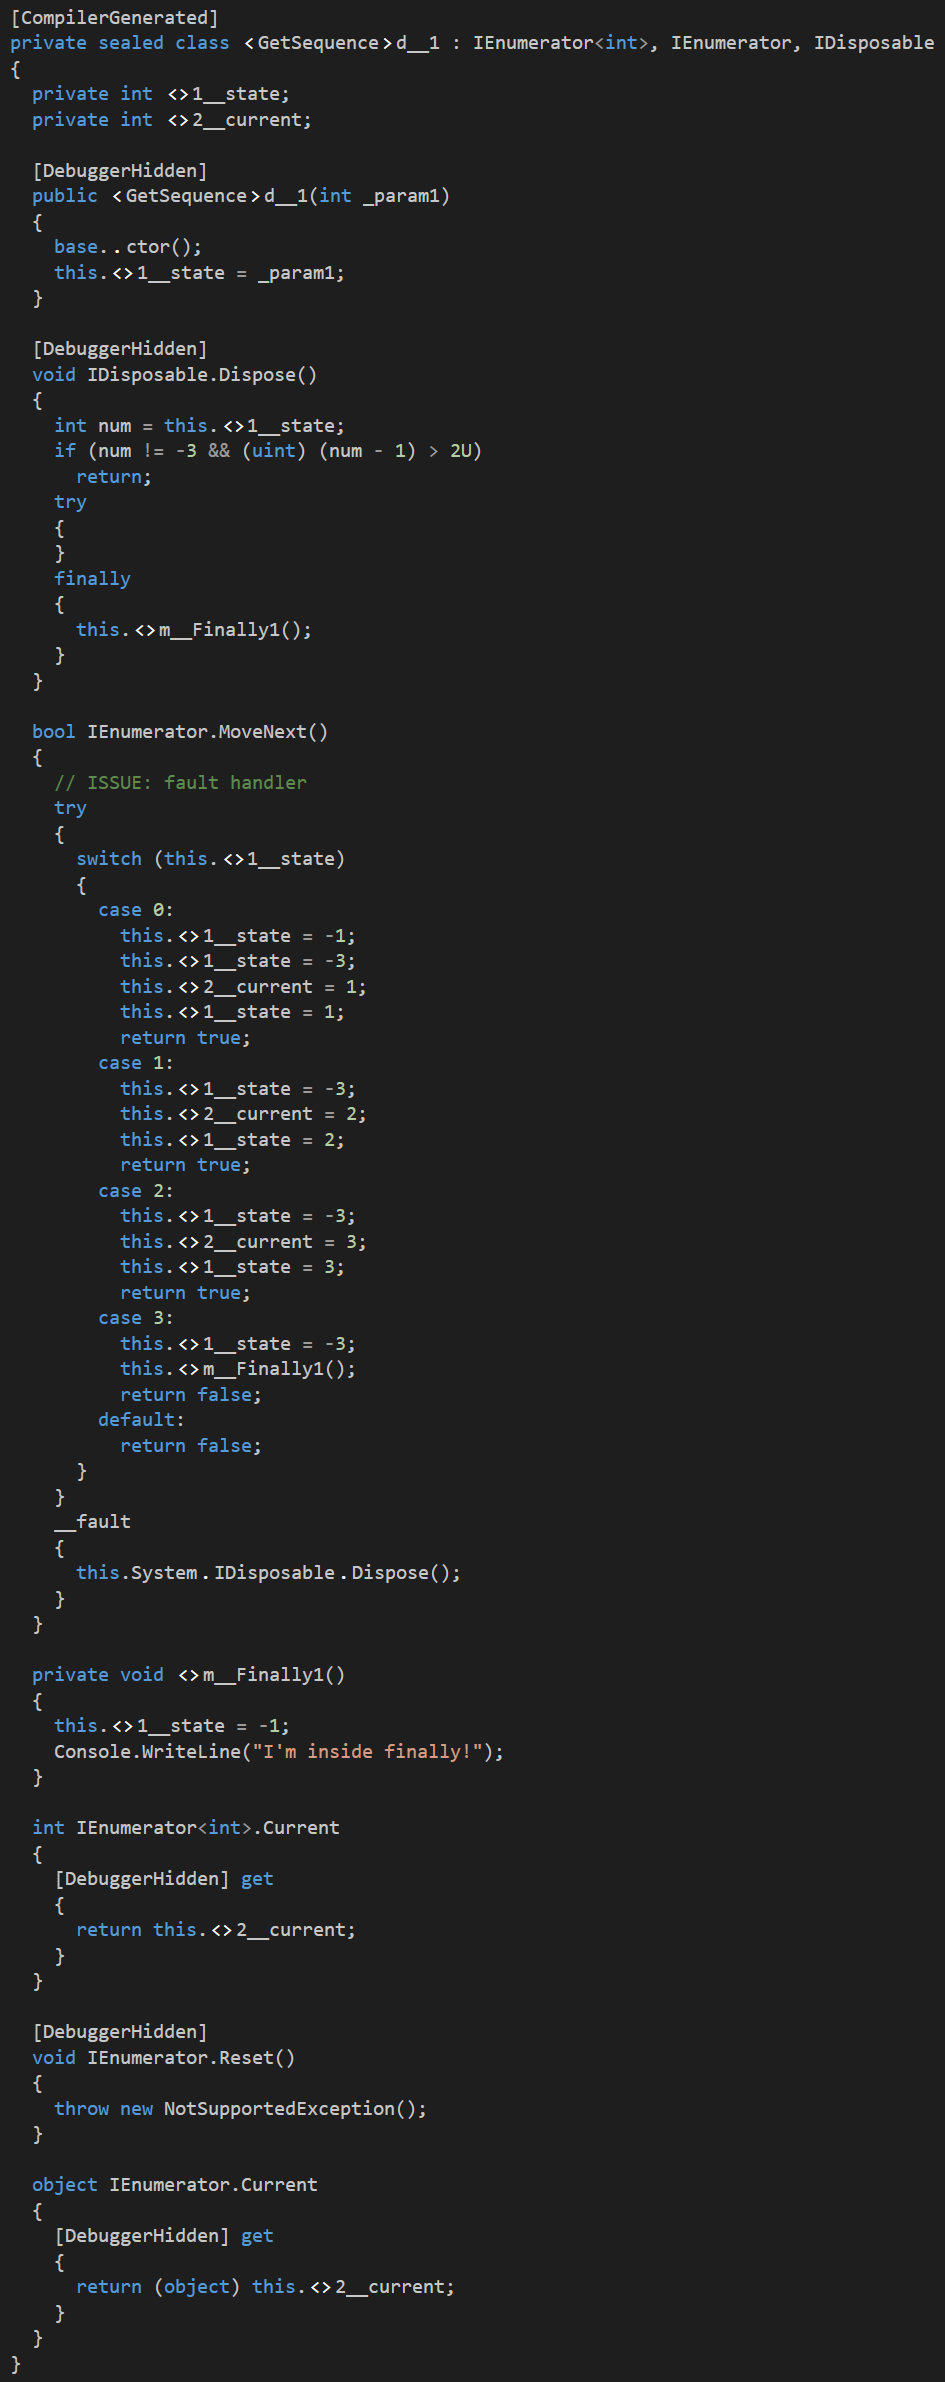 [CompilerGenerated]
private sealed class <GetSequence>d__1 : IEnumerator<int>, IEnumerator, IDisposable
{
  private int <>1__state;
  private int <>2__current;

  [DebuggerHidden]
  public <GetSequence>d__1(int _param1)
  {
    base..ctor();
    this.<>1__state = _param1;
  }

  [DebuggerHidden]
  void IDisposable.Dispose()
  {
    int num = this.<>1__state;
    if (num != -3 && (uint) (num - 1) > 2U)
      return;
    try
    {
    }
    finally
    {
      this.<>m__Finally1();
    }
  }

  bool IEnumerator.MoveNext()
  {
    // ISSUE: fault handler
    try
    {
      switch (this.<>1__state)
      {
        case 0:
          this.<>1__state = -1;
          this.<>1__state = -3;
          this.<>2__current = 1;
          this.<>1__state = 1;
          return true;
        case 1:
          this.<>1__state = -3;
          this.<>2__current = 2;
          this.<>1__state = 2;
          return true;
        case 2:
          this.<>1__state = -3;
          this.<>2__current = 3;
          this.<>1__state = 3;
          return true;
        case 3:
          this.<>1__state = -3;
          this.<>m__Finally1();
          return false;
        default:
          return false;
      }
    }
    __fault
    {
      this.System.IDisposable.Dispose();
    }
  }

  private void <>m__Finally1()
  {
    this.<>1__state = -1;
    Console.WriteLine("I'm inside finally!");
  }

  int IEnumerator<int>.Current
  {
    [DebuggerHidden] get
    {
      return this.<>2__current;
    }
  }

  [DebuggerHidden]
  void IEnumerator.Reset()
  {
    throw new NotSupportedException();
  }

  object IEnumerator.Current
  {
    [DebuggerHidden] get
    {
      return (object) this.<>2__current;
    }
  }
}